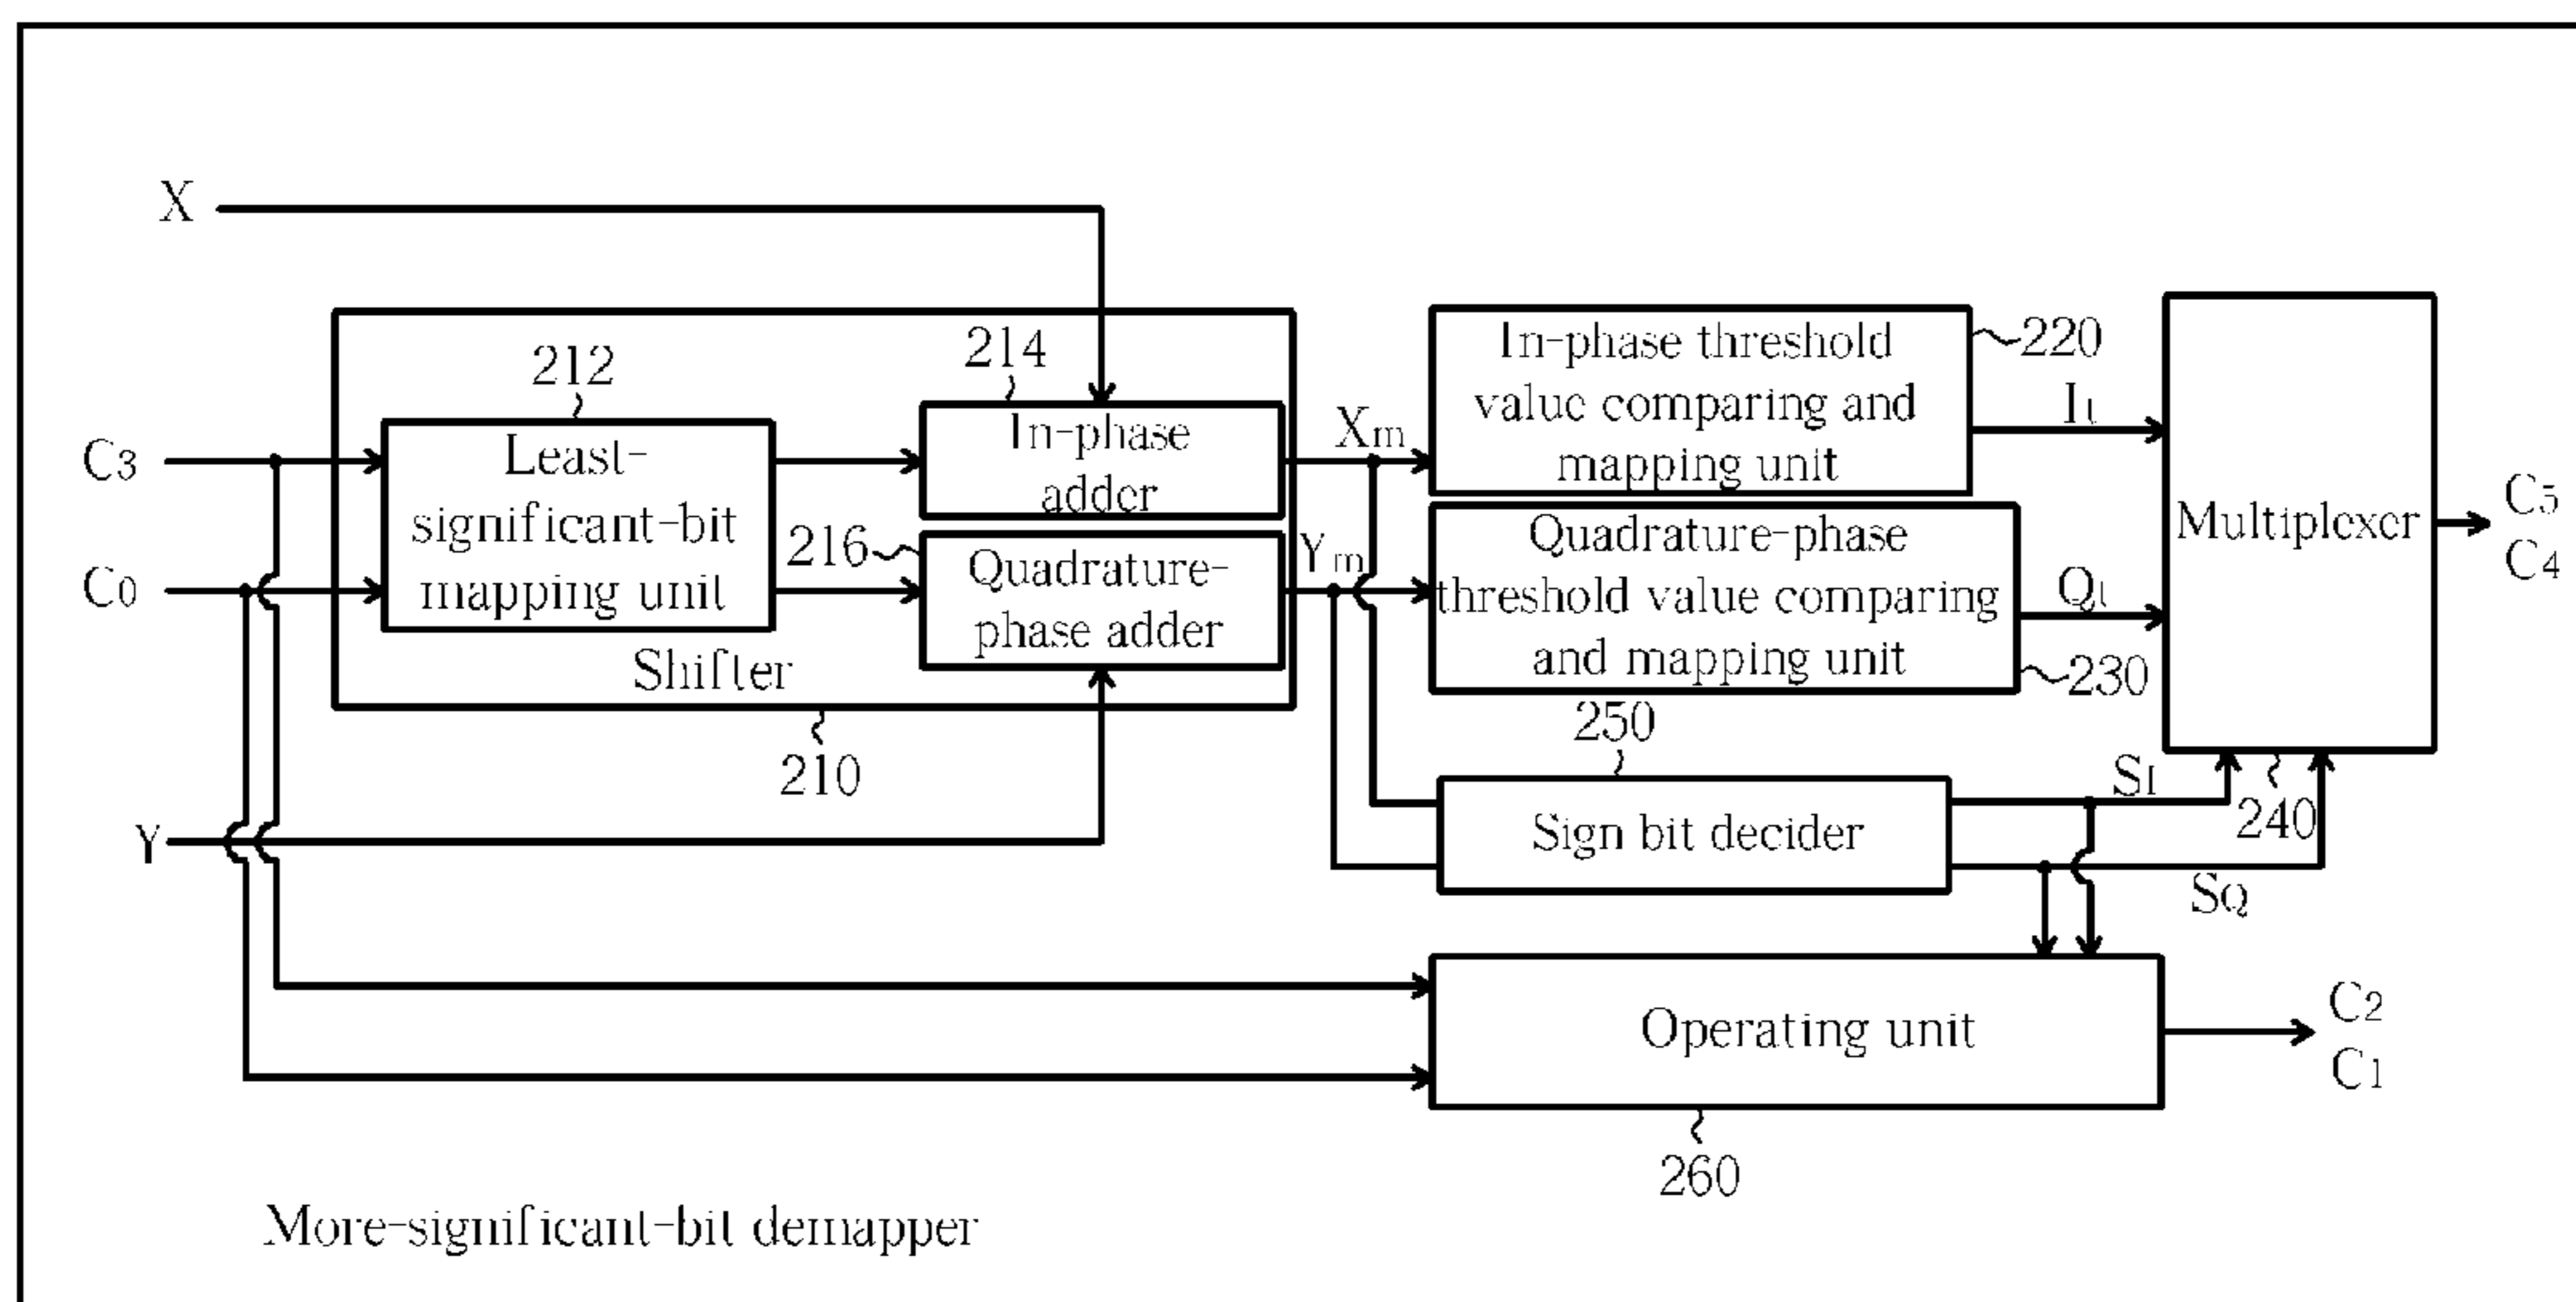 X
212
214
220
C3
C0
Least-
significant-bit
mapping unit
In-phase
adder
216
Quadrature-
phase adder
Shifter
210
Y
Xm
Ym
In-phase threshold
value comparing and
mapping unit
It
Quadrature-phase
threshold value comparing
and mapping unit
Qt
230
Multiplexer
240
C5
C4
250
Sign bit decider
SI
SQ
Operating unit
260
C2
C1
More-significant-bit demapper